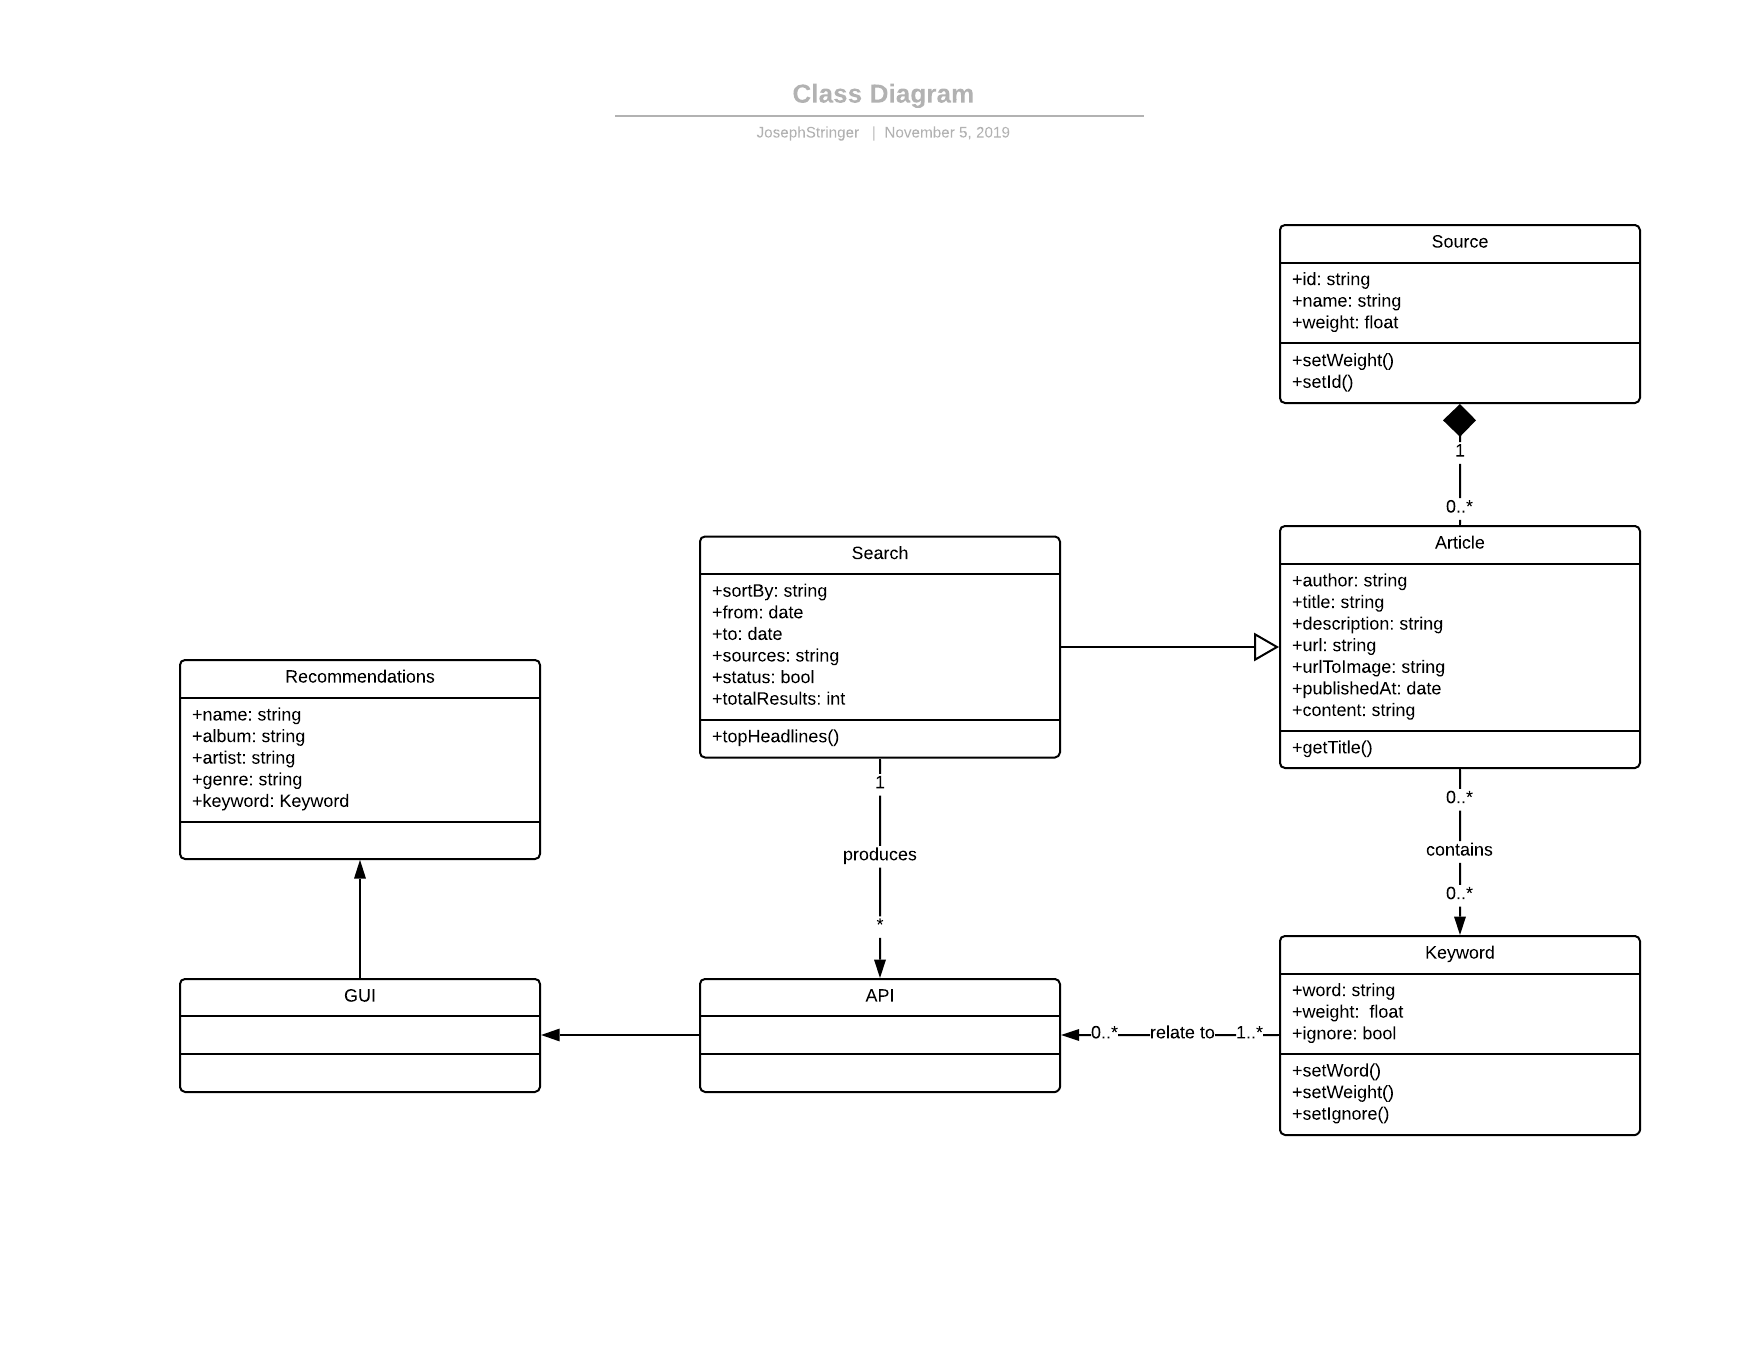 Class Diagram
JosephStringer | November 5, 2019
Source
+id: string
+name: string
+weight: float
+setWeight()
+setId()
1
0..*
Article
+author: string
+title: string
+description: string
+url: string
+urlToImage: string
+publishedAt: date
+content: string
+getTitle()
Search
+sortBy: string
+from: date
+to: date
+sources: string
+status: bool
+totalResults: int
+topHeadlines()
Recommendations
+name: string
+album: string
+artist: string
+genre: string
+keyword: Keyword
1
produces
*
0..*
contains
0..*
GUI
API
0..* relate to 1..*
Keyword
+word: string
+weight:  float
+ignore: bool
+setWord()
+setWeight()
+setIgnore()